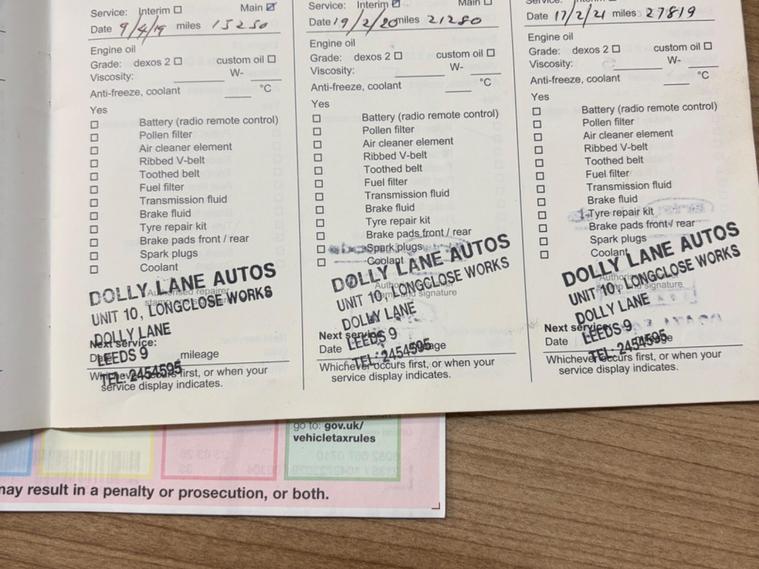 Service: Interim ☐ Main ☑
Date 9/4/19 miles 15250
Engine oil
Grade: dexos 2 ☐ custom oil ☐
Viscosity: W-
Anti-freeze, coolant °C
Yes
☐ Battery (radio remote control)
☐ Pollen filter
☐ Air cleaner element
☐ Ribbed V-belt
☐ Toothed belt
☐ Fuel filter
☐ Transmission fluid
☐ Brake fluid
☐ Tyre repair kit
☐ Brake pads front / rear
☐ Spark plugs
☐ Coolant
DOLLY LANE AUTOS
UNIT 10, LONGCLOSE WORKS
DOLLY LANE
LEEDS 9
TEL: 2454595
Next service:
mileage
Whichever occurs first, or when your
service display indicates.
Service: Interim ☑ Main ☐
Date 19/2/20 miles 21280
Engine oil
Grade: dexos 2 ☐ custom oil ☐
Viscosity: W-
Anti-freeze, coolant °C
Yes
☐ Battery (radio remote control)
☐ Pollen filter
☐ Air cleaner element
☐ Ribbed V-belt
☐ Toothed belt
☐ Fuel filter
☐ Transmission fluid
☐ Brake fluid
☐ Tyre repair kit
☐ Brake pads front / rear
☐ Spark plugs
☐ Coolant
DOLLY LANE AUTOS
UNIT 10, LONGCLOSE WORKS
signature
DOLLY LANE
Next service:
LEEDS 9
Date mileage
TEL: 2454595
Whichever occurs first, or when your
service display indicates.
Date 17/2/21 miles 27819
Engine oil
Grade: dexos 2 ☐ custom oil ☐
Viscosity: W-
Anti-freeze, coolant °C
Yes
☐ Battery (radio remote control)
☐ Pollen filter
☐ Air cleaner element
☐ Ribbed V-belt
☐ Toothed belt
☐ Fuel filter
☐ Transmission fluid
☐ Brake fluid
☐ Tyre repair kit
☐ Brake pads front / rear
☐ Spark plugs
☐ Coolant
DOLLY LANE AUTOS
UNIT 10, LONGCLOSE WORKS
signature
DOLLY LANE
Next service:
LEEDS 9
Date
TEL: 2454595
Whichever occurs first, or when your
service display indicates.
go to: gov.uk/
vehicletaxrules
may result in a penalty or prosecution, or both.